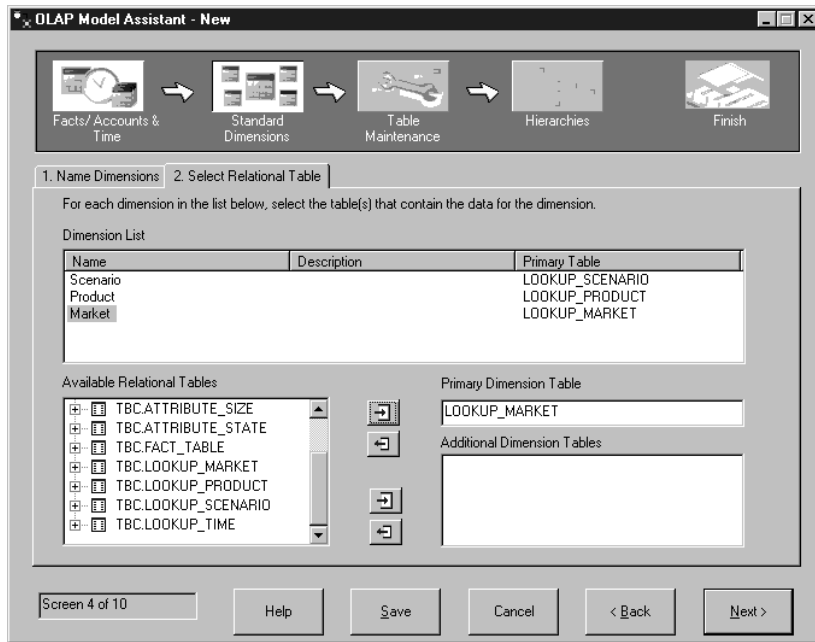 OLAP Model Assistant - New
Facts/Accounts & Time
Standard Dimensions
Table Maintenance
Hierarchies
Finish
1. Name Dimensions
2. Select Relational Table
For each dimension in the list below, select the table(s) that contain the data for the dimension.
Dimension List
Name Description Primary Table
Scenario LOOKUP_SCENARIO
Product LOOKUP_PRODUCT
Market LOOKUP_MARKET
Available Relational Tables
TBC.ATTRIBUTE_SIZE
TBC.ATTRIBUTE_STATE
TBC.FACT_TABLE
TBC.LOOKUP_MARKET
TBC.LOOKUP_PRODUCT
TBC.LOOKUP_SCENARIO
TBC.LOOKUP_TIME
Primary Dimension Table
LOOKUP_MARKET
Additional Dimension Tables
Screen 4 of 10
Help
Save
Cancel
< Back
Next >